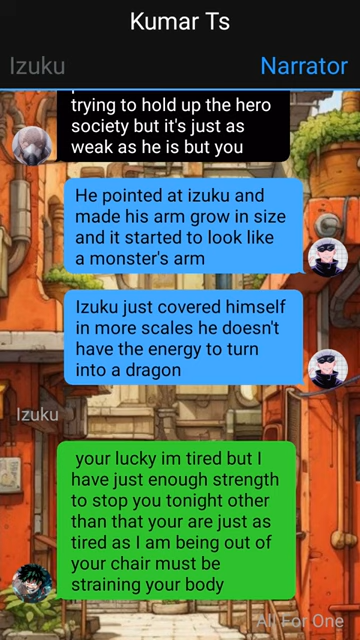 Kumar Ts
Izuku
Narrator
trying to hold up the hero
society but it's just as
weak as he is but you
He pointed at izuku and
made his arm grow in size
and it started to look like
a monster's arm
Izuku just covered himself
in more scales he doesn't
have the energy to turn
into a dragon
Izuku
your lucky im tired but I
have just enough strength
to stop you tonight other
than that your are just as
tired as I am being out of
your chair must be
straining your body
All For One